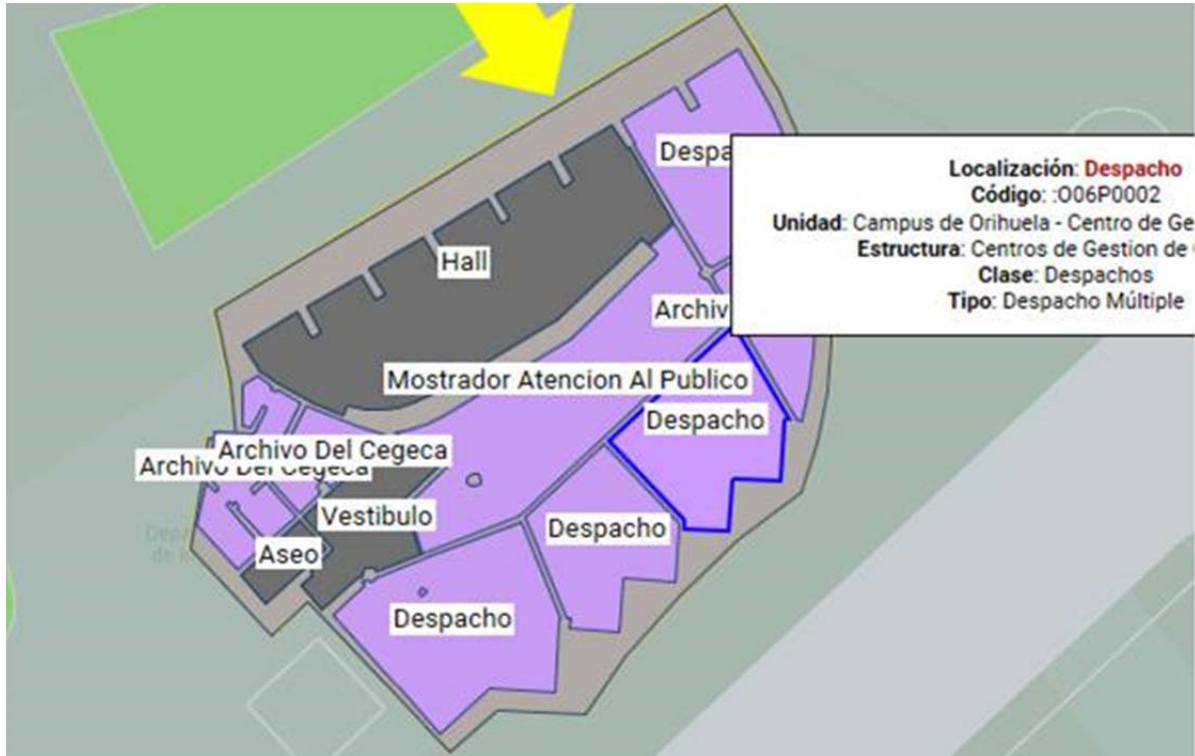 Despa
Localización: Despacho
Código: :O06P0002
Unidad: Campus de Orihuela - Centro de Ge
Estructura: Centros de Gestion de
Clase: Despachos
Tipo: Despacho Múltiple
Hall
Archiv
Mostrador Atencion Al Publico
Despacho
Archivo Del Cegeca
Archivo Del Cegeca
Vestibulo
Despacho
Aseo
Despacho